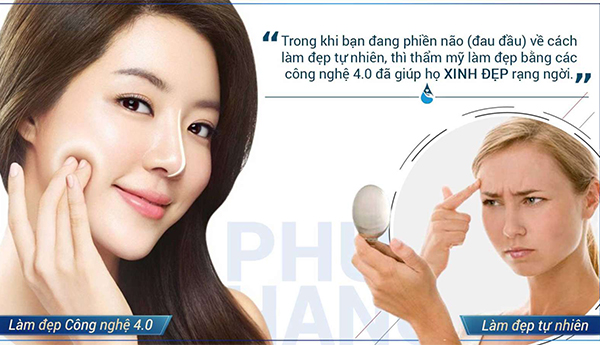 “ Trong khi bạn đang phiền não (đau đầu) về cách
làm đẹp tự nhiên, thì thẩm mỹ làm đẹp bằng các
công nghệ 4.0 đã giúp họ XINH ĐẸP rạng ngời. ”
Làm đẹp Công nghệ 4.0
Làm đẹp tự nhiên